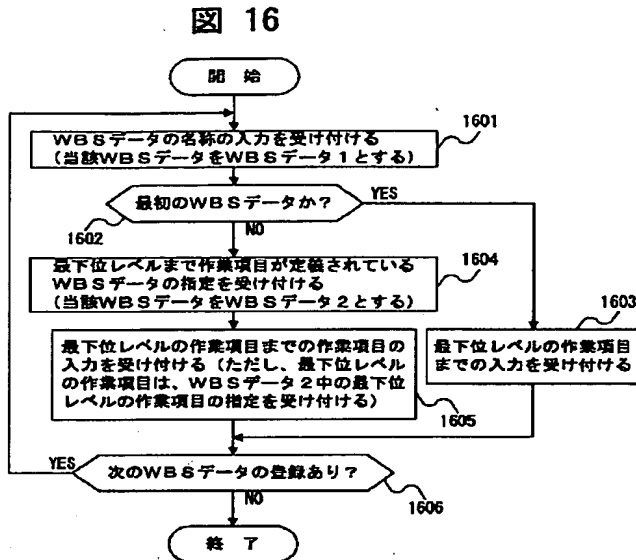 図 16
開 始
1601
WBSデータの名称の入力を受け付ける
(当該WBSデータをWBSデータ1とする)
最初のWBSデータか?
YES
1602
NO
1604
最下位レベルまで作業項目が定義されている
WBSデータの指定を受け付ける
(当該WBSデータをWBSデータ2とする)
1603
最下位レベルの作業項目
までの入力を受け付ける
最下位レベルの作業項目までの作業項目の
入力を受け付ける(ただし、最下位レベル
の作業項目は、WBSデータ2中の最下位
レベルの作業項目の指定を受け付ける)
1605
YES
次のWBSデータの登録あり?
NO
1606
終 了